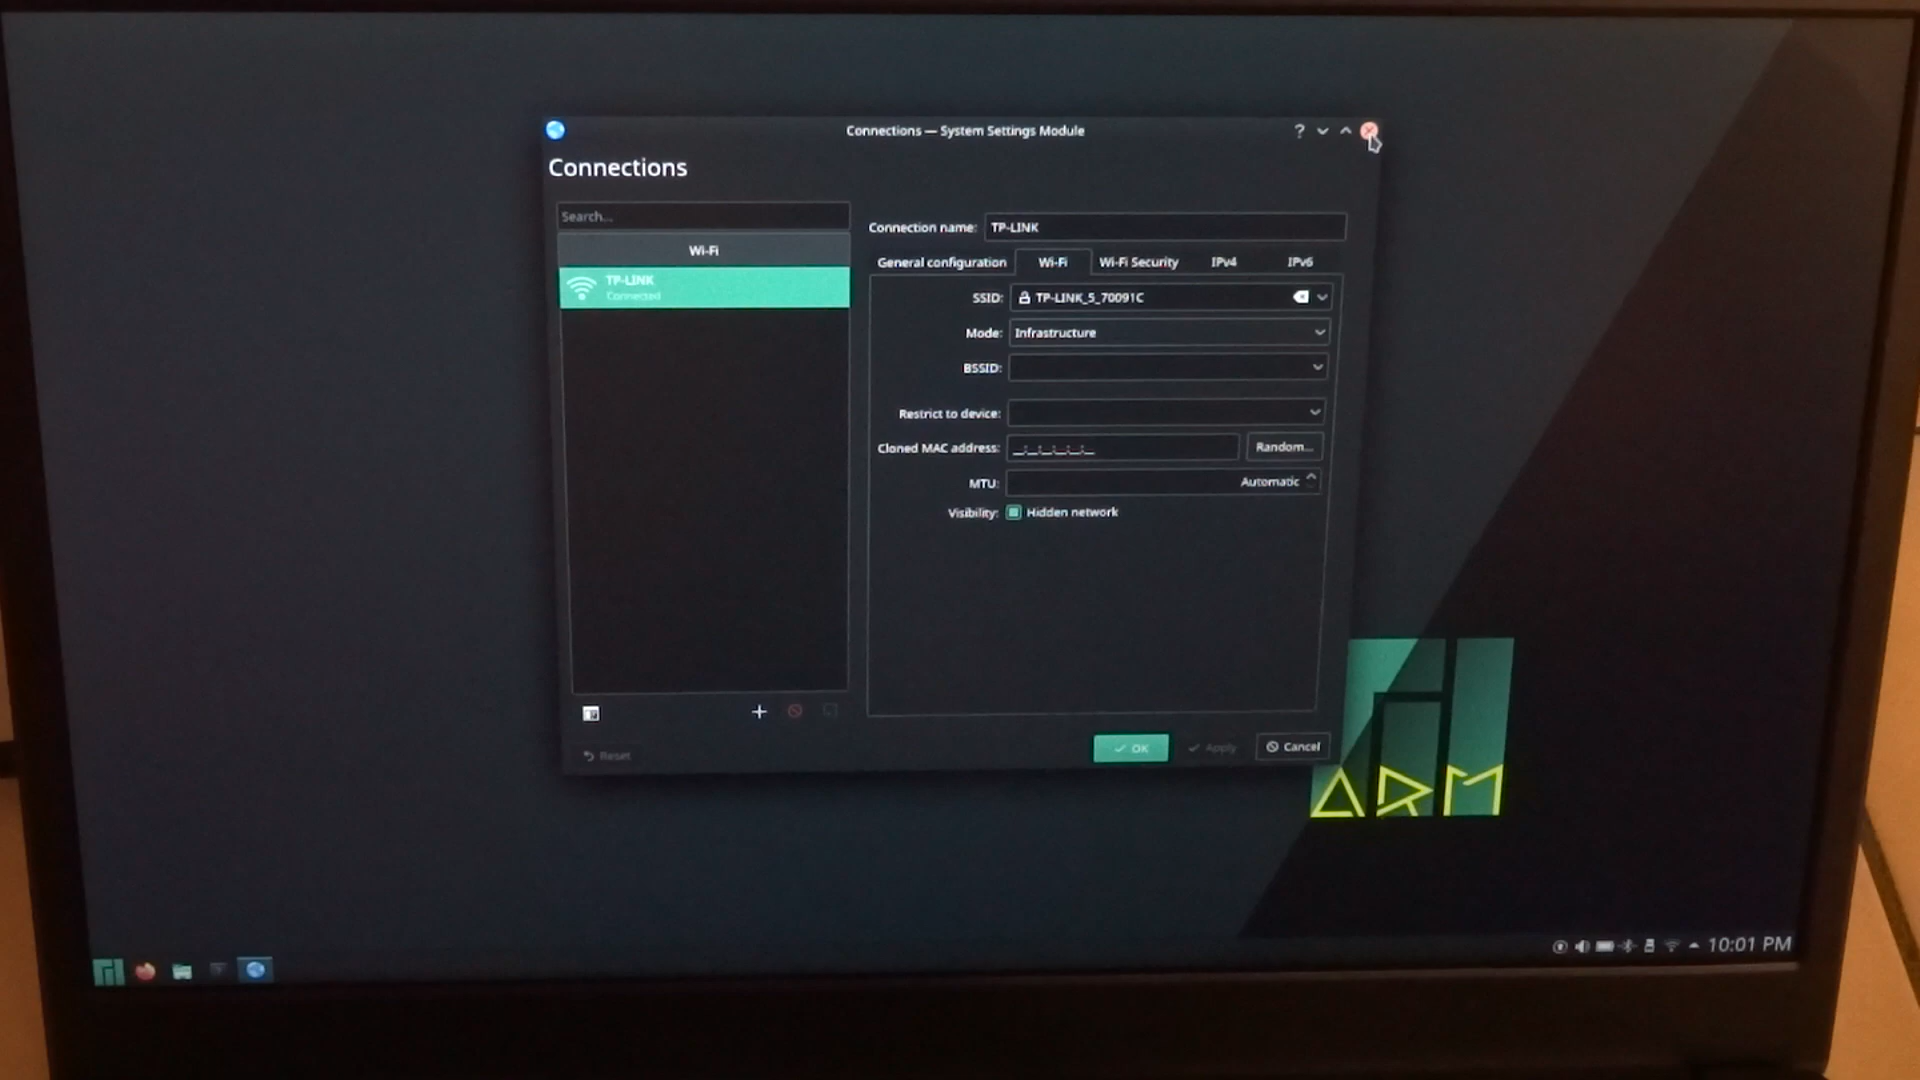 Connections — System Settings Module
Connections
Search...
Wi-Fi
TP-LINK
Connected
Connection name: TP-LINK
General configuration Wi-Fi Wi-Fi Security IPv4 IPv6
SSID: TP-LINK_5_70091C
Mode: Infrastructure
BSSID:
Restrict to device:
Cloned MAC address: _:_:_:_:_:_ Random...
MTU: Automatic
Visibility: Hidden network
Reset
OK Apply Cancel
ARM
10:01 PM